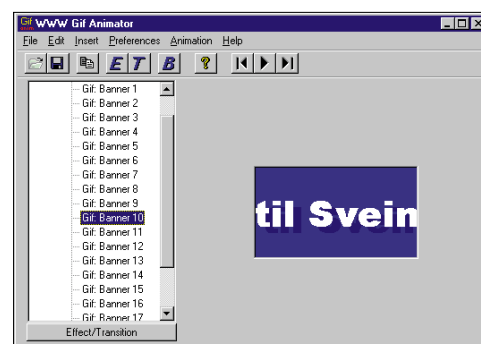 Gif WWW Gif Animator
File Edit Insert Preferences Animation Help
E T B ?
Gif: Banner 1
Gif: Banner 2
Gif: Banner 3
Gif: Banner 4
Gif: Banner 5
Gif: Banner 6
Gif: Banner 7
Gif: Banner 8
Gif: Banner 9
Gif: Banner 10
Gif: Banner 11
Gif: Banner 12
Gif: Banner 13
Gif: Banner 14
Gif: Banner 15
Gif: Banner 16
Gif: Banner 17
Effect/Transition
til Svein